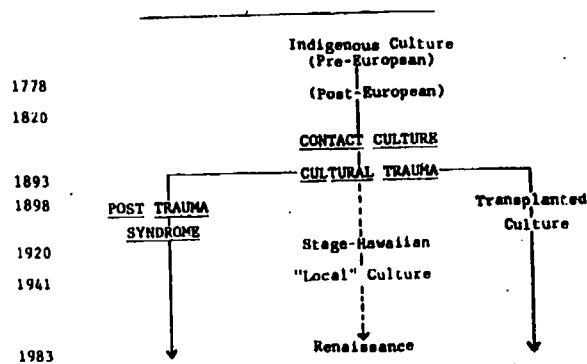 Indigenous Culture
(Pre-European)
1778
(Post-European)
1820
CONTACT CULTURE
CULTURAL TRAUMA
1893
1898
POST TRAUMA
SYNDROME
Transplanted
Culture
1920
Stage-Hawaiian
1941
"Local" Culture
1983
Renaissance